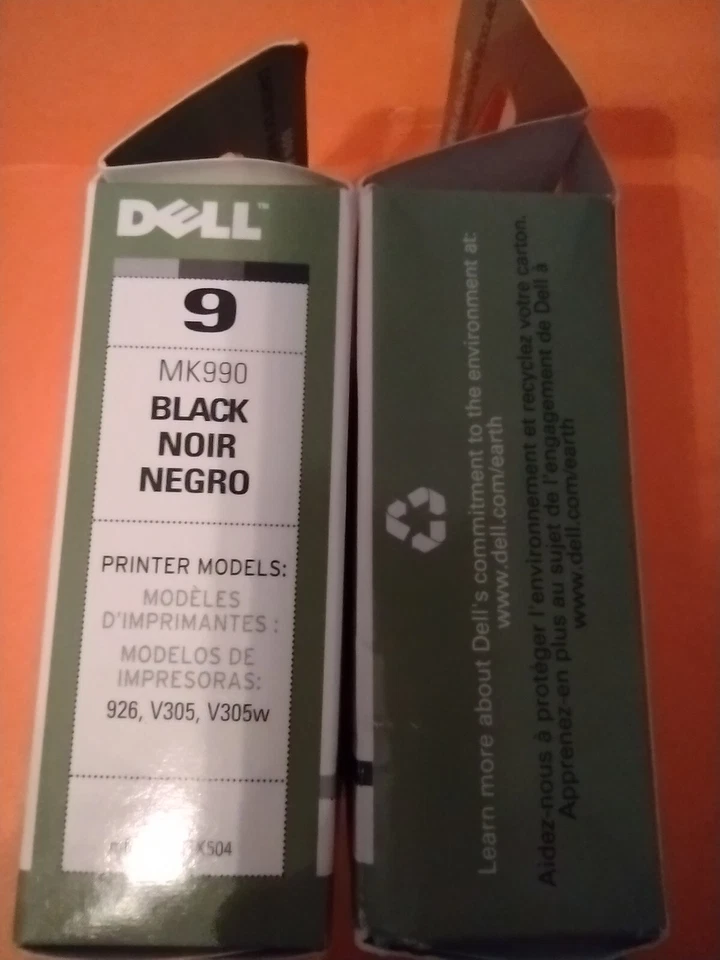 DELL™
9
MK990
BLACK
NOIR
NEGRO
PRINTER MODELS:
MODÈLES
D'IMPRIMANTES :
MODELOS DE
IMPRESORAS:
926, V305, V305w
K504
Learn more about Dell's commitment to the environment at:
www.dell.com/earth
Aidez-nous à protéger l'environnement et recyclez votre carton.
Apprenez-en plus au sujet de l'engagement de Dell à
www.dell.com/earth